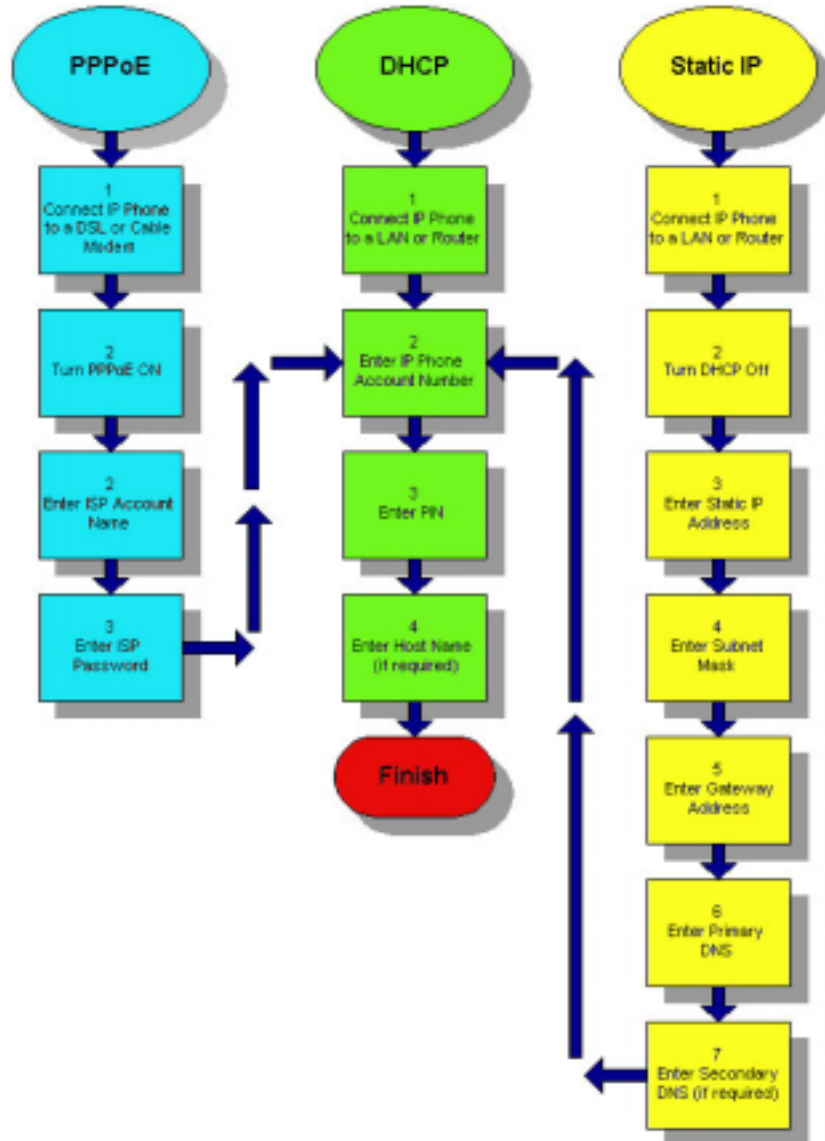 PPPoE
1
Connect IP Phone
to a DSL or Cable
Modem
2
Turn PPPoE ON
2
Enter ISP Account
Name
3
Enter ISP
Password
DHCP
1
Connect IP Phone
to a LAN or Router
2
Enter IP Phone
Account Number
3
Enter PIN
4
Enter Host Name
(if required)
Finish
Static IP
1
Connect IP Phone
to a LAN or Router
2
Turn DHCP Off
3
Enter Static IP
Address
4
Enter Subnet
Mask
5
Enter Gateway
Address
6
Enter Primary
DNS
7
Enter Secondary
DNS (if required)